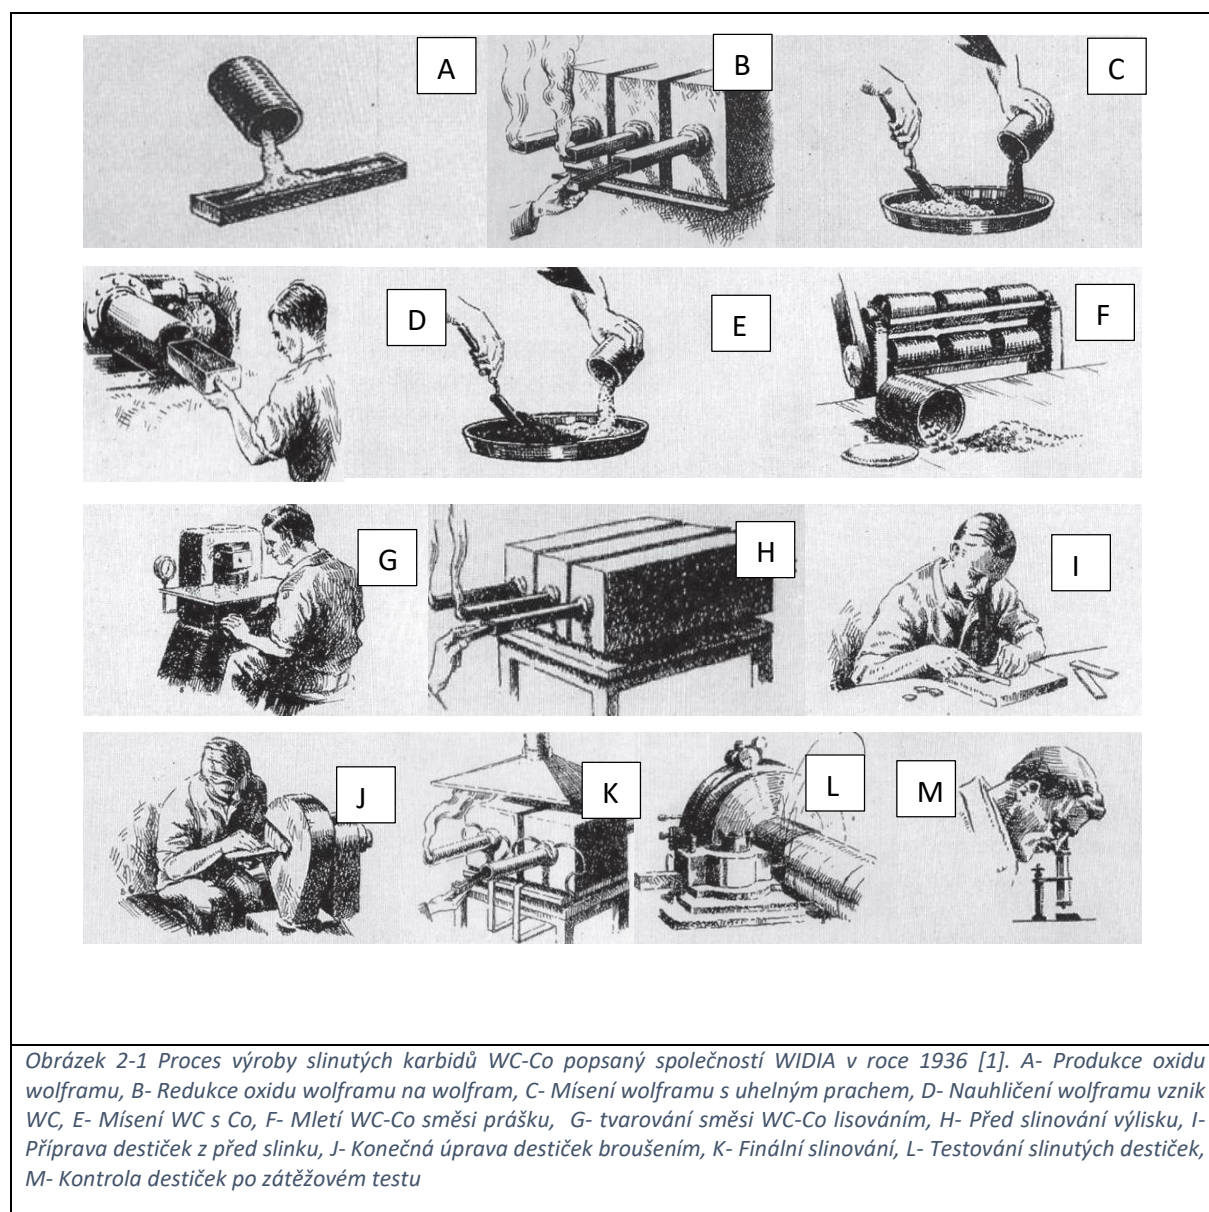 A
B
C
D
E
F
G
H
I
J
K
L
M
Obrázek 2-1 Proces výroby slinutých karbidů WC-Co popsaný společností WIDIA v roce 1936 [1]. A- Produkce oxidu
wolframu, B- Redukce oxidu wolframu na wolfram, C- Mísení wolframu s uhelným prachem, D- Nauhličení wolframu vznik
WC, E- Mísení WC s Co, F- Mletí WC-Co směsi prášku, G- tvarování směsi WC-Co lisováním, H- Před slinování výlisku, I-
Příprava destiček z před slinku, J- Konečná úprava destiček broušením, K- Finální slinování, L- Testování slinutých destiček,
M- Kontrola destiček po zátěžovém testu